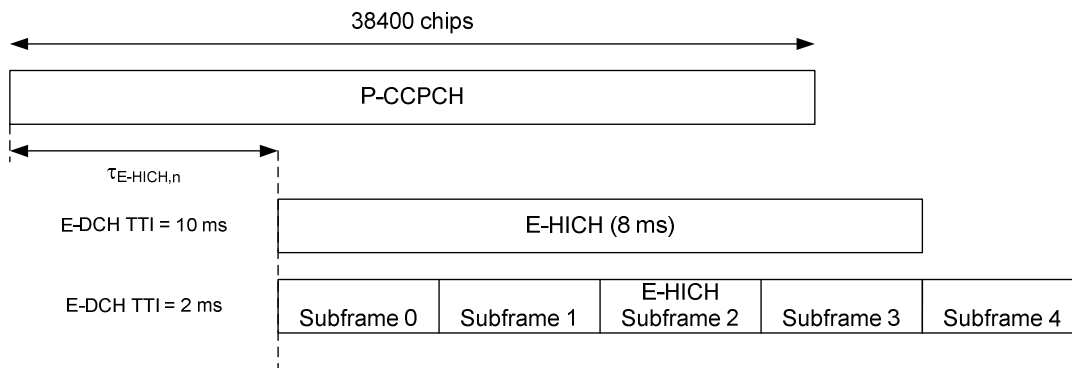 38400 chips
P-CCPCH
τE-HICH,n
E-DCH TTI = 10 ms
E-HICH (8 ms)
E-DCH TTI = 2 ms
E-HICH
Subframe 0
Subframe 1
Subframe 2
Subframe 3
Subframe 4